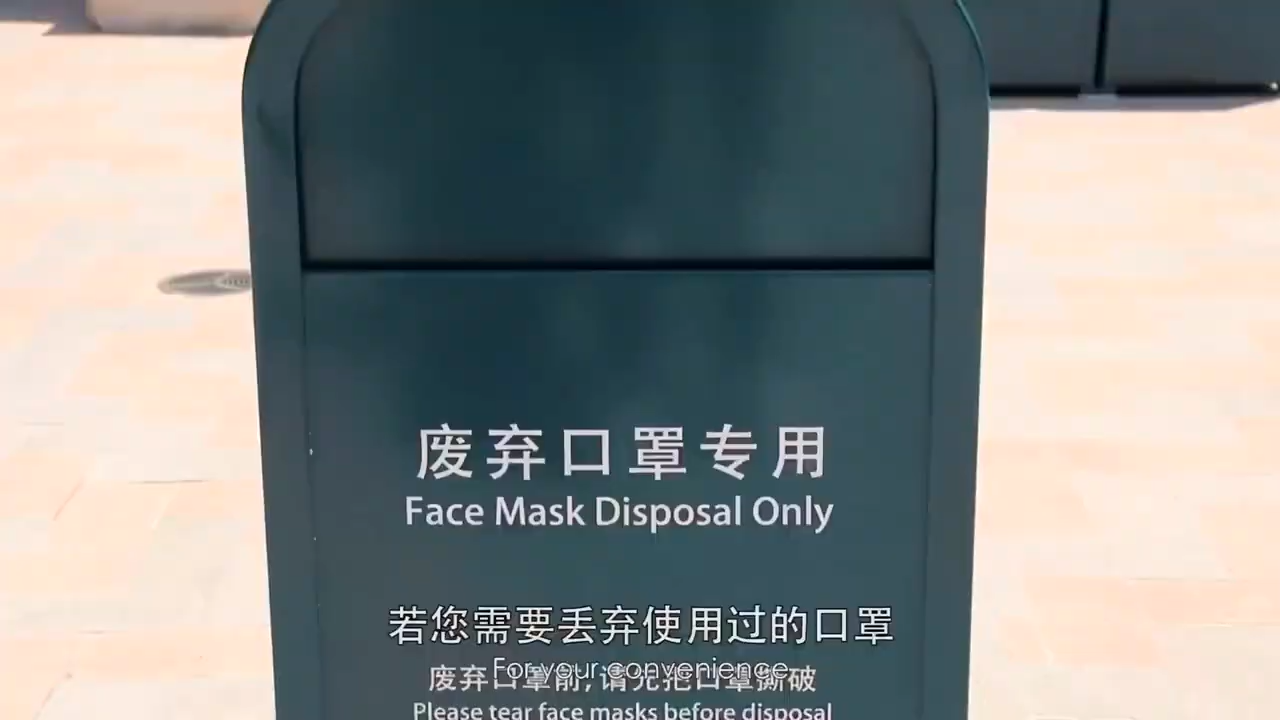 废弃口罩专用
Face Mask Disposal Only
若您需要丢弃使用过的口罩
For your convenience
废弃口罩前,请先把口罩撕破
Please tear face masks before disposal